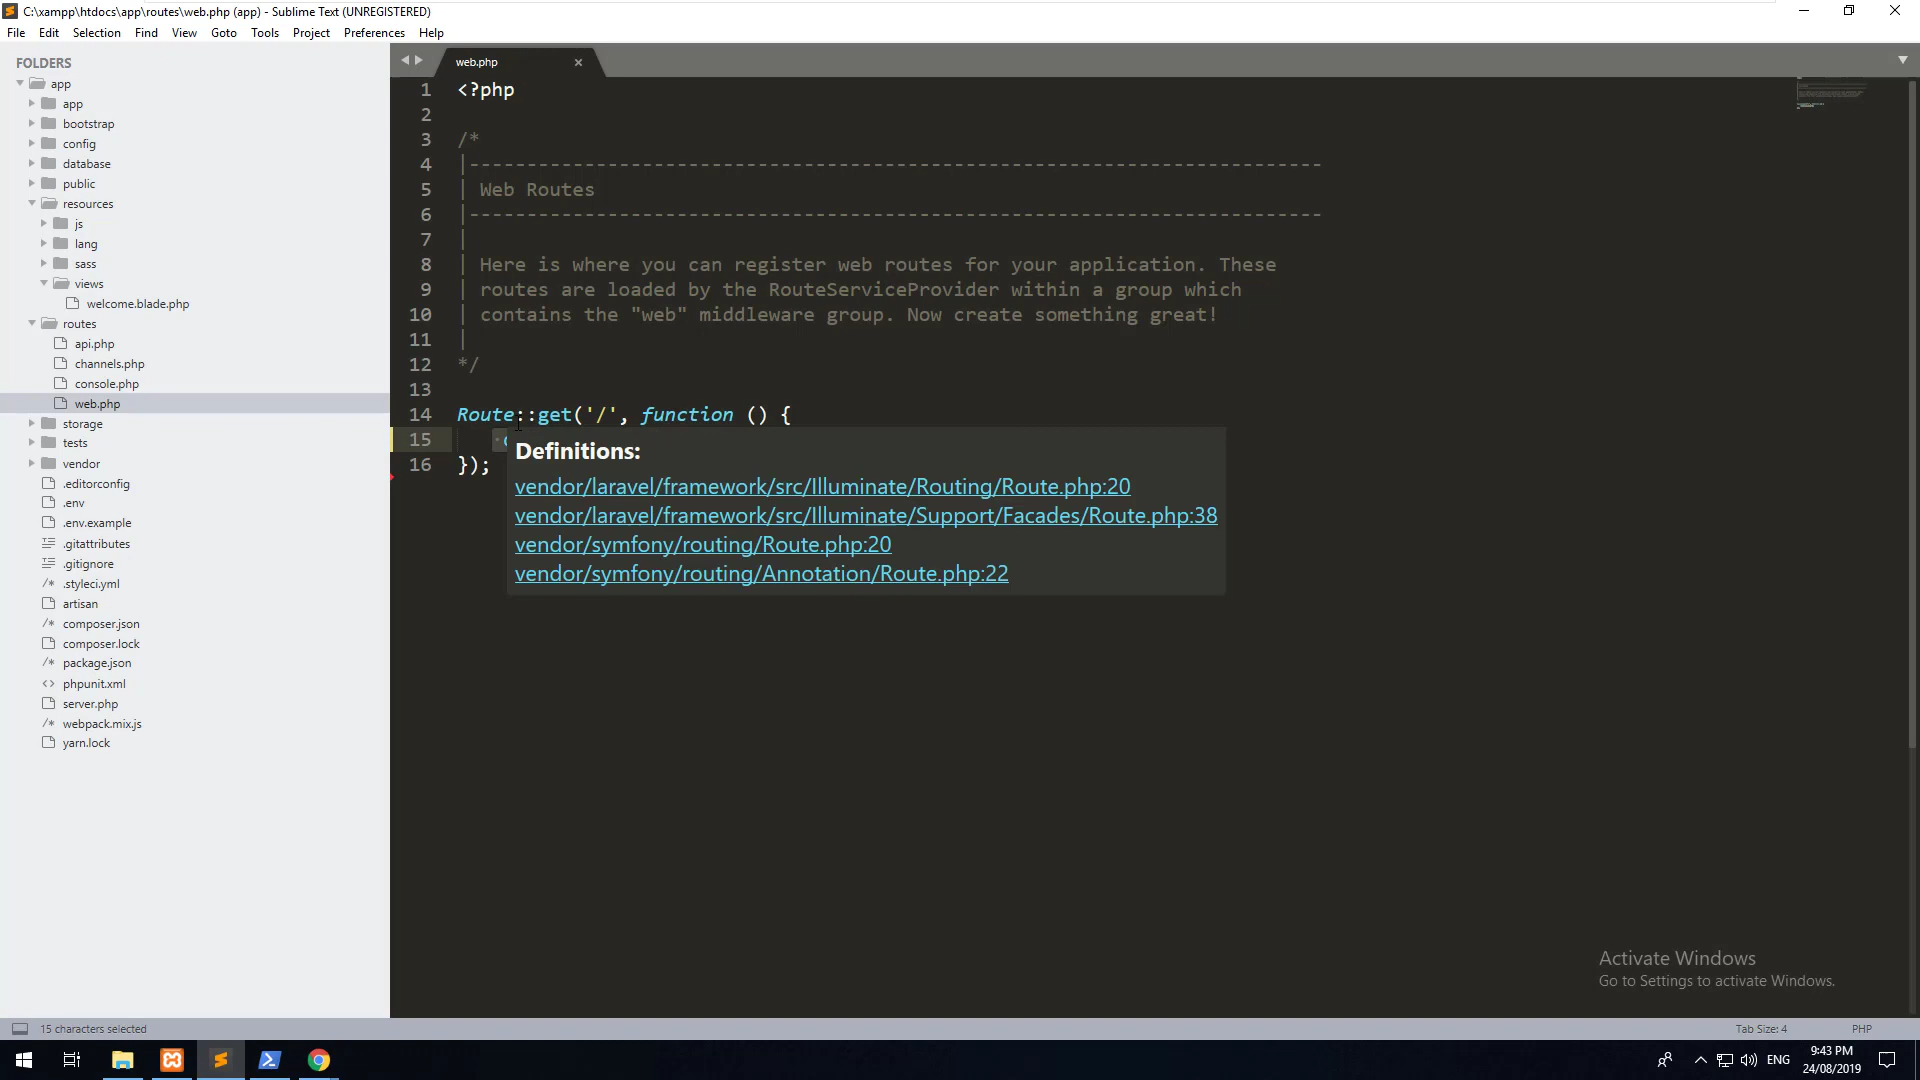 C:\xampp\htdocs\app\routes\web.php (app) - Sublime Text (UNREGISTERED)
File Edit Selection Find View Goto Tools Project Preferences Help
FOLDERS
app
app
bootstrap
config
database
public
resources
js
lang
sass
views
welcome.blade.php
routes
api.php
channels.php
console.php
web.php
storage
tests
vendor
.editorconfig
.env
.env.example
.gitattributes
.gitignore
.styleci.yml
artisan
composer.json
composer.lock
package.json
phpunit.xml
server.php
webpack.mix.js
yarn.lock
web.php
1 <?php
2
3 /*
4 |--------------------------------------------------------------------------
5 | Web Routes
6 |--------------------------------------------------------------------------
7 |
8 | Here is where you can register web routes for your application. These
9 | routes are loaded by the RouteServiceProvider within a group which
10 | contains the "web" middleware group. Now create something great!
11 |
12 */
13
14 Route::get('/', function () {
15
16 });
Definitions:
vendor/laravel/framework/src/Illuminate/Routing/Route.php:20
vendor/laravel/framework/src/Illuminate/Support/Facades/Route.php:38
vendor/symfony/routing/Route.php:20
vendor/symfony/routing/Annotation/Route.php:22
Activate Windows
Go to Settings to activate Windows.
15 characters selected
Tab Size: 4 PHP
ENG
9:43 PM
24/08/2019